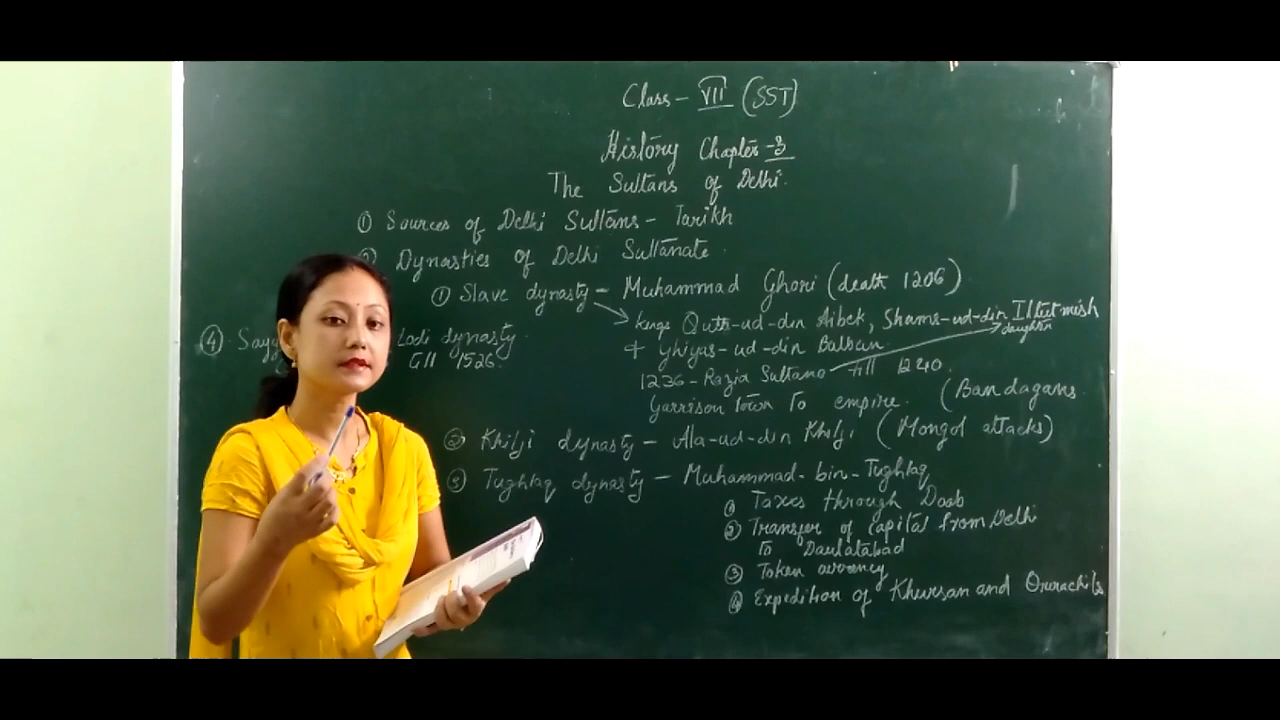 Class - VII (SST)
History Chapter - 3
The Sultans of Delhi.
① Sources of Delhi Sultans - Tarikh
② Dynasties of Delhi Sultanate.
① Slave dynasty - Muhammad Ghori (death 1206)
kings Qutb-ud-din Aibek, Shams-ud-din Iltutmish
daughter
+ Ghiyas-ud-din Balban.
1236 - Razia Sultana till 1240.
Garrison Town To empire. (Bandagans
② Khilji dynasty - Ala-ud-din Khilji (Mongol attacks)
③ Tughlaq dynasty - Muhammad-bin-Tughlaq
① Taxes through Doab
② Transfer of Capital from Delhi
To Daulatabad
③ Token currency
④ Expedition of and
④ Lodi dynasty
till 1526.